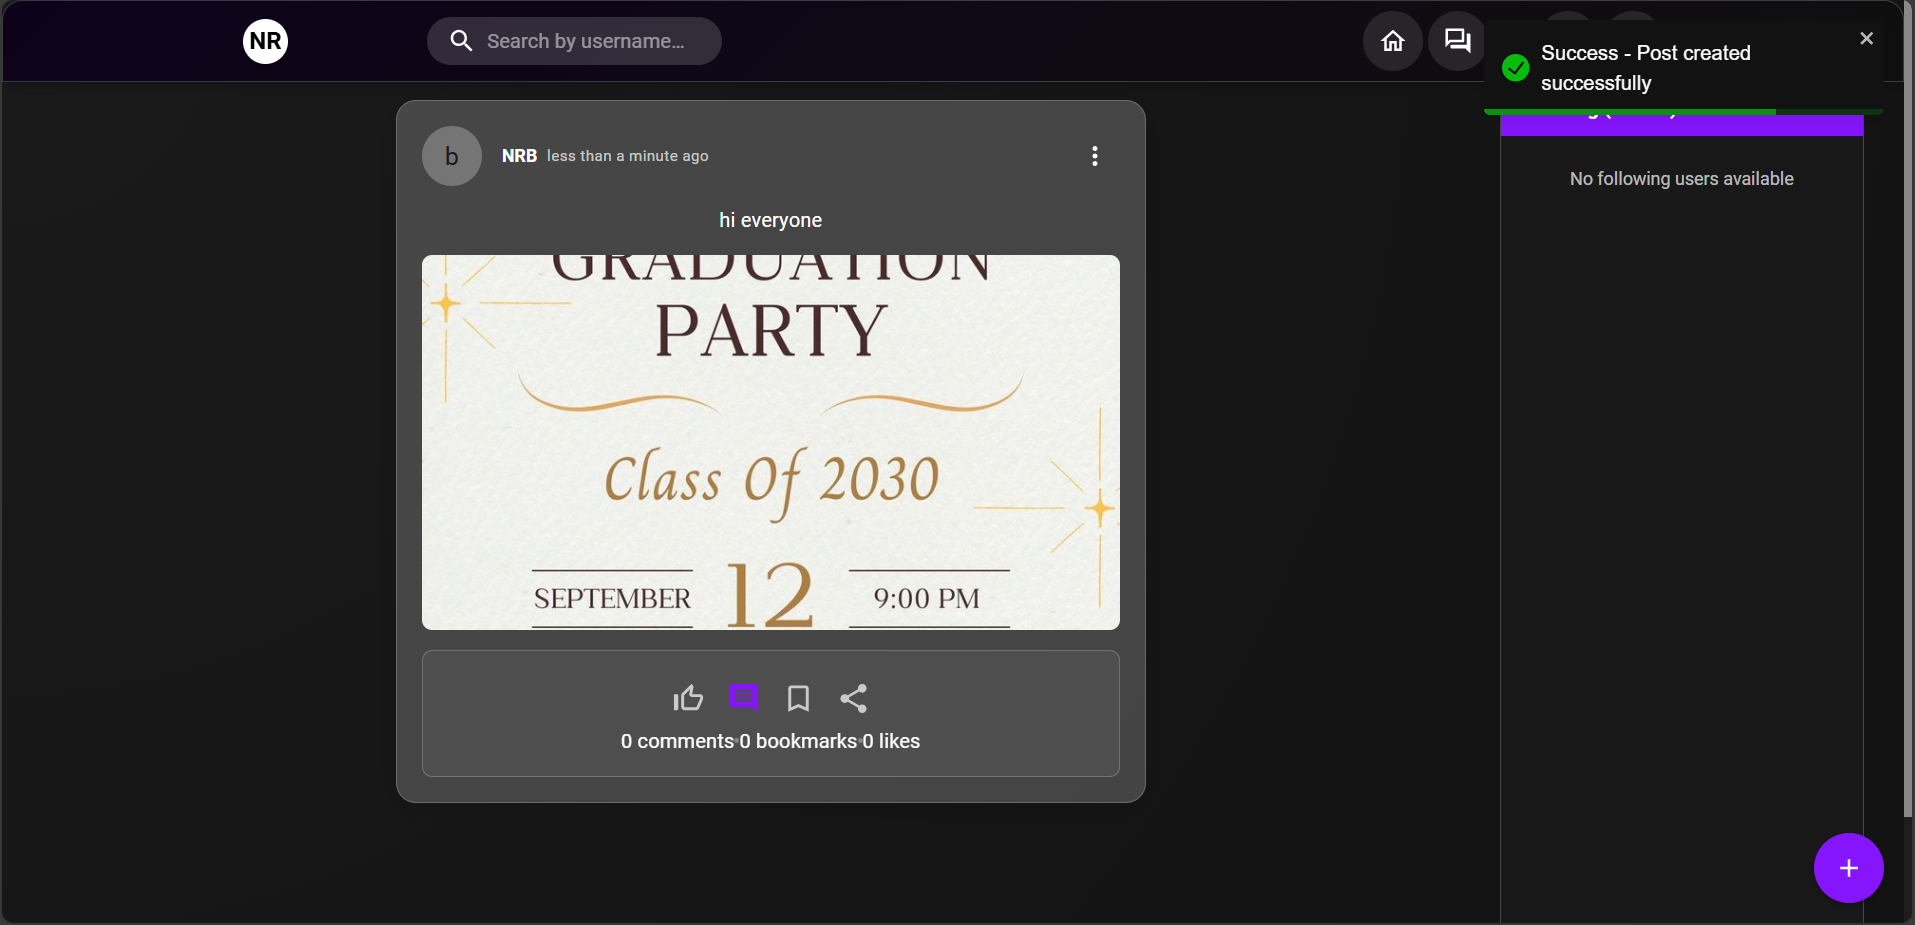 NR
Search by username...
Success - Post created
successfully
b
NRB less than a minute ago
No following users available
hi everyone
GRADUATION
PARTY
Class Of 2030
SEPTEMBER 12 9:00 PM
0 comments 0 bookmarks 0 likes